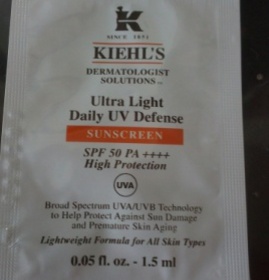 SINCE 1851
KIEHL'S
DERMATOLOGIST
SOLUTIONS™
Ultra Light
Daily UV Defense
SUNSCREEN
SPF 50 PA ++++
High Protection
UVA
Broad Spectrum UVA/UVB Technology
to Help Protect Against Sun Damage
and Premature Skin Aging
Lightweight Formula for All Skin Types
0.05 fl. oz. - 1.5 ml